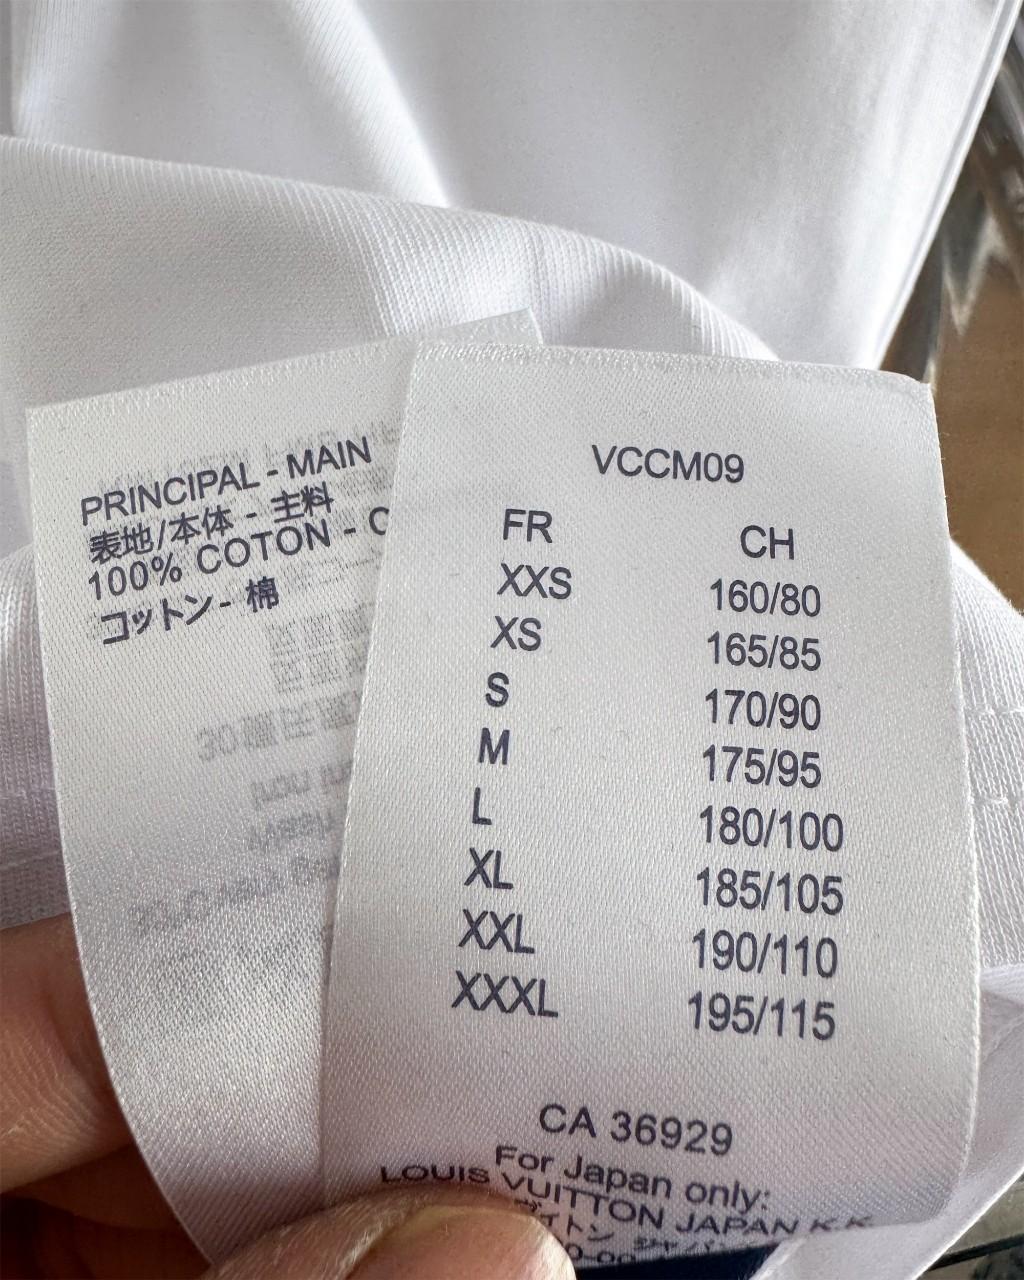 PRINCIPAL - MAIN
表地/本体 - 主料
100% COTON - C
コットン - 棉
VCCM09
FR CH
XXS 160/80
XS 165/85
S 170/90
M 175/95
L 180/100
XL 185/105
XXL 190/110
XXXL 195/115
CA 36929
For Japan only:
LOUIS VUITTON JAPAN K.K.